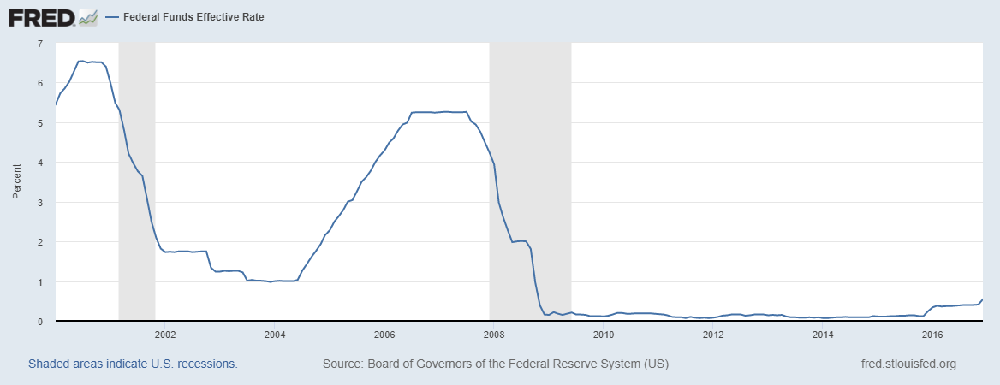 FRED Federal Funds Effective Rate
7
6
5
4
3
2
1
0
Percent
2002 2004 2006 2008 2010 2012 2014 2016
Shaded areas indicate U.S. recessions. Source: Board of Governors of the Federal Reserve System (US) fred.stlouisfed.org